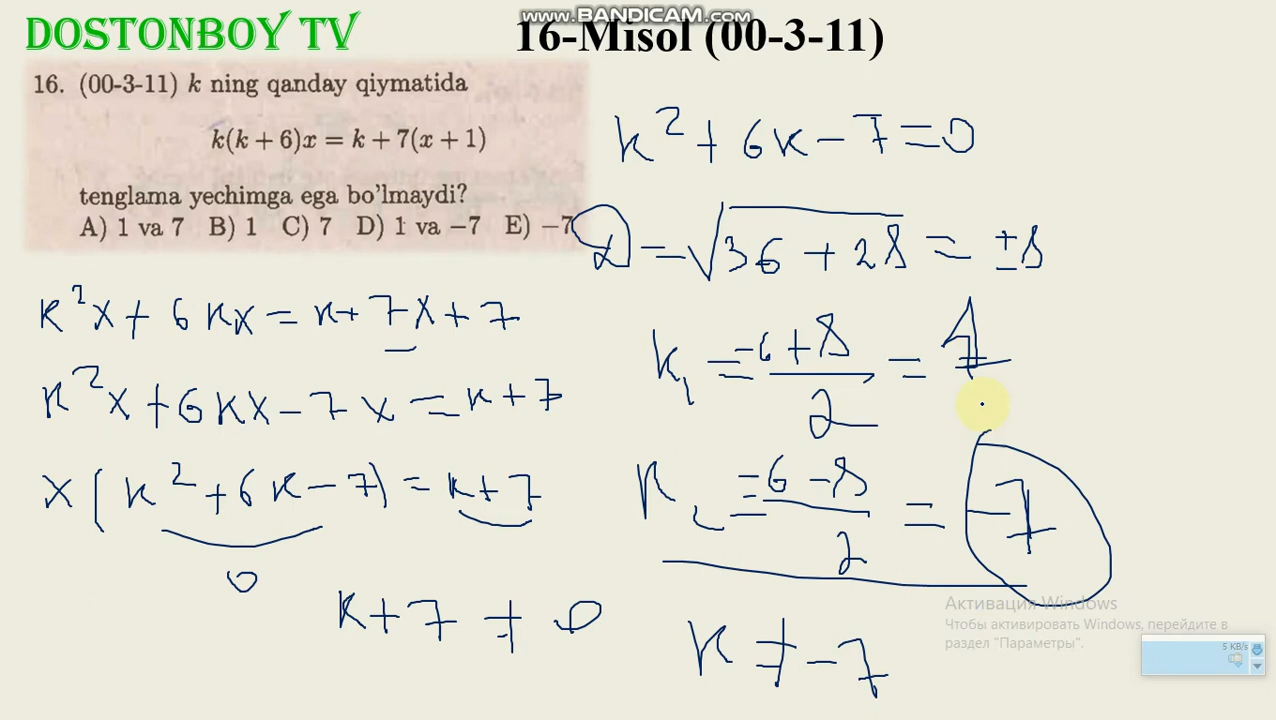 www.BANDICAM.com
DOSTONBOY TV
16-Misol (00-3-11)
16. (00-3-11) k ning qanday qiymatida
k(k + 6)x = k + 7(x + 1)
tenglama yechimga ega bo'lmaydi?
A) 1 va 7 B) 1 C) 7 D) 1 va −7 E) −7
k²x + 6kx = k + 7x + 7
k²x + 6kx − 7x = k + 7
x(k² + 6k − 7) = k + 7
0
k + 7 ≠ 0
k² + 6k − 7 = 0
D = √36 + 28 = ±8
k₁ = −6 + 8 / 2 = 1
k₂ = −6 − 8 / 2 = −7
k ≠ −7
Активация Windows
Чтобы активировать Windows, перейдите в
раздел "Параметры".
5 KB/s